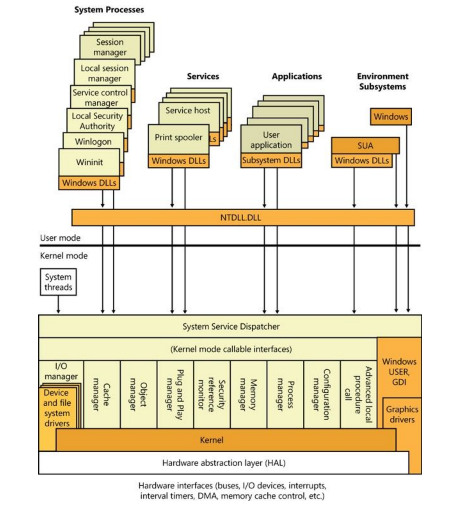 System Processes
Session
manager
Local session
manager
Service control
manager
Local Security
Authority
Winlogon
Wininit
Windows DLLs
Services
Service host
Print spooler
Windows DLLs
Applications
User
application
Subsystem DLLs
Environment
Subsystems
Windows
SUA
Windows DLLs
NTDLL.DLL
User mode
Kernel mode
System
threads
System Service Dispatcher
(Kernel mode callable interfaces)
I/O
manager
Device
and file
system
drivers
Cache
manager
Object
manager
Plug and Play
manager
Security
reference
monitor
Memory
manager
Process
manager
Configuration
manager
Advanced local
procedure
call
Windows
USER,
GDI
Graphics
drivers
Kernel
Hardware abstraction layer (HAL)
Hardware interfaces (buses, I/O devices, interrupts,
interval timers, DMA, memory cache control, etc.)